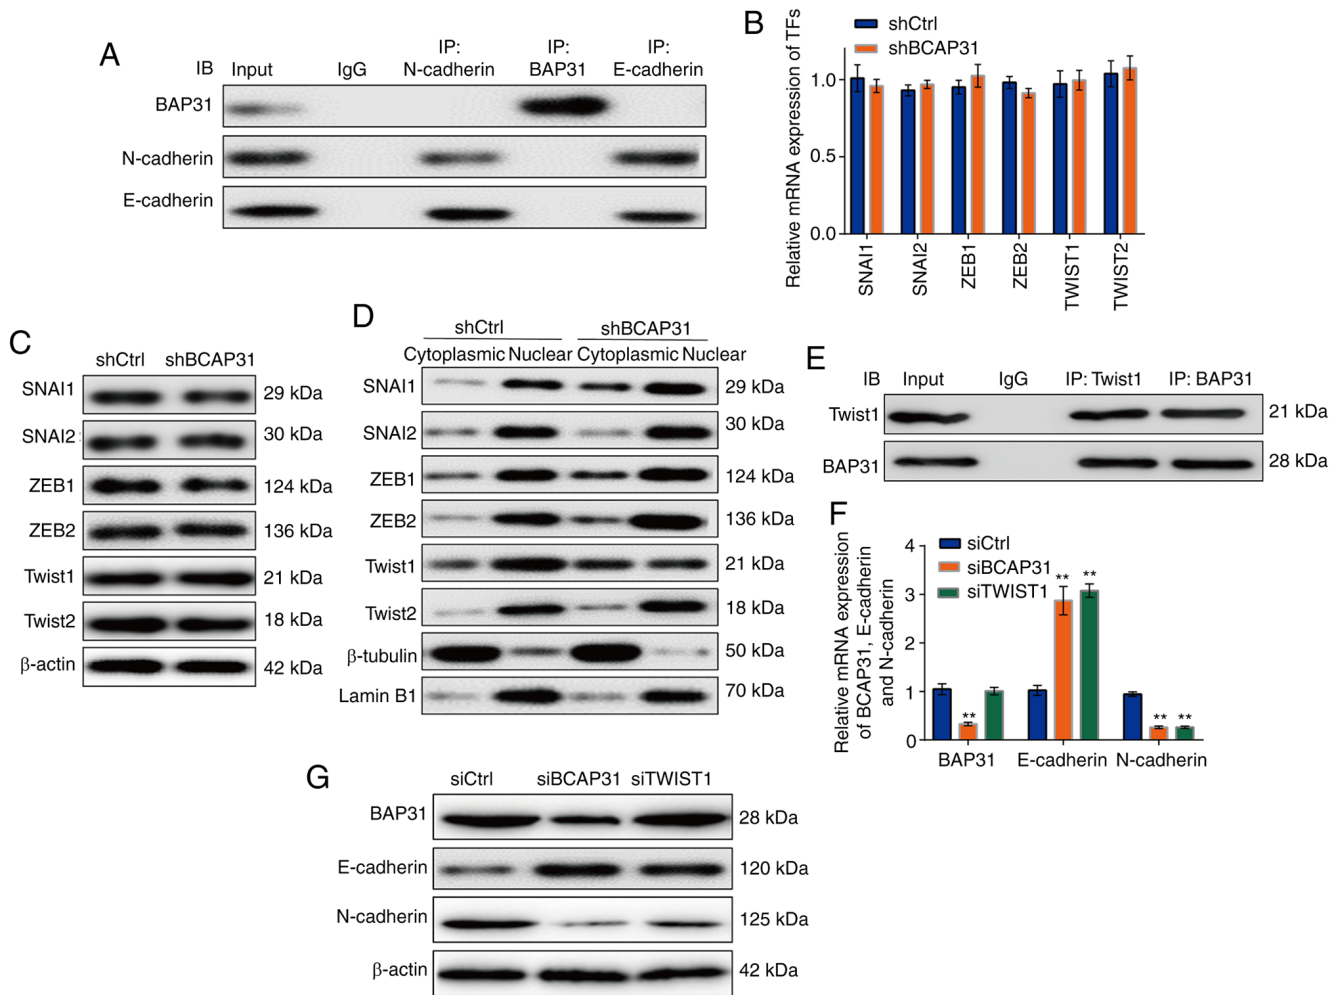 A
IB
Input
IgG
IP:
N-cadherin
IP:
BAP31
IP:
E-cadherin
BAP31
N-cadherin
E-cadherin
B
shCtrl
shBCAP31
Relative mRNA expression of TFs
1.0
0.5
0.0
SNAI1
SNAI2
ZEB1
ZEB2
TWIST1
TWIST2
C
shCtrl shBCAP31
SNAI1 29 kDa
SNAI2 30 kDa
ZEB1 124 kDa
ZEB2 136 kDa
Twist1 21 kDa
Twist2 18 kDa
β-actin 42 kDa
D
shCtrl shBCAP31
Cytoplasmic Nuclear Cytoplasmic Nuclear
SNAI1 29 kDa
SNAI2 30 kDa
ZEB1 124 kDa
ZEB2 136 kDa
Twist1 21 kDa
Twist2 18 kDa
β-tubulin 50 kDa
Lamin B1 70 kDa
E
IB Input IgG IP: Twist1 IP: BAP31
Twist1 21 kDa
BAP31 28 kDa
F
siCtrl
siBCAP31
siTWIST1
Relative mRNA expression
of BCAP31, E-cadherin
and N-cadherin
4
3
2
1
0
**
** **
** **
BAP31 E-cadherin N-cadherin
G
siCtrl siBCAP31 siTWIST1
BAP31 28 kDa
E-cadherin 120 kDa
N-cadherin 125 kDa
β-actin 42 kDa